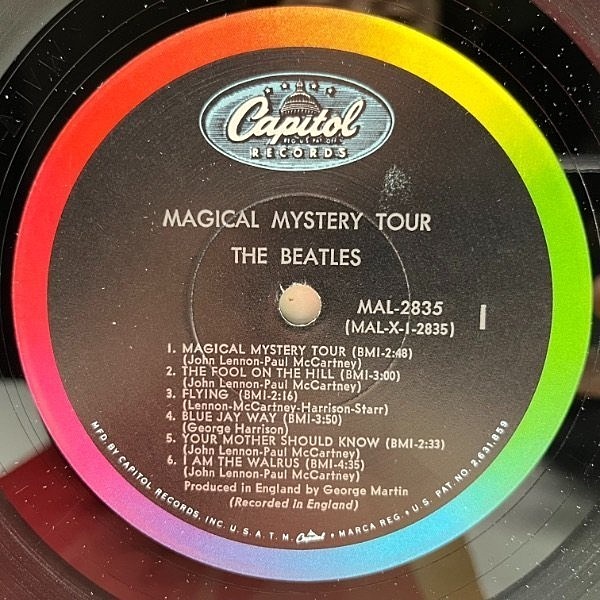 Capitol
REG. U.S. PAT. OFF.
RECORDS
MAGICAL MYSTERY TOUR
THE BEATLES
MAL-2835
(MAL-X-1-2835)
1
1. MAGICAL MYSTERY TOUR (BMI-2:48)
(John Lennon-Paul McCartney)
2. THE FOOL ON THE HILL (BMI-3:00)
(John Lennon-Paul McCartney)
3. FLYING (BMI-2:16)
(Lennon-McCartney-Harrison-Starr)
4. BLUE JAY WAY (BMI-3:50)
(George Harrison)
5. YOUR MOTHER SHOULD KNOW (BMI-2:33)
(John Lennon-Paul McCartney)
6. I AM THE WALRUS (BMI-4:35)
(John Lennon-Paul McCartney)
Produced in England by George Martin
(Recorded in England)
MFD. BY CAPITOL RECORDS, INC. U.S.A. T.M. Capitol • MARCA REG. • U.S. PAT. NO. 2,631,859